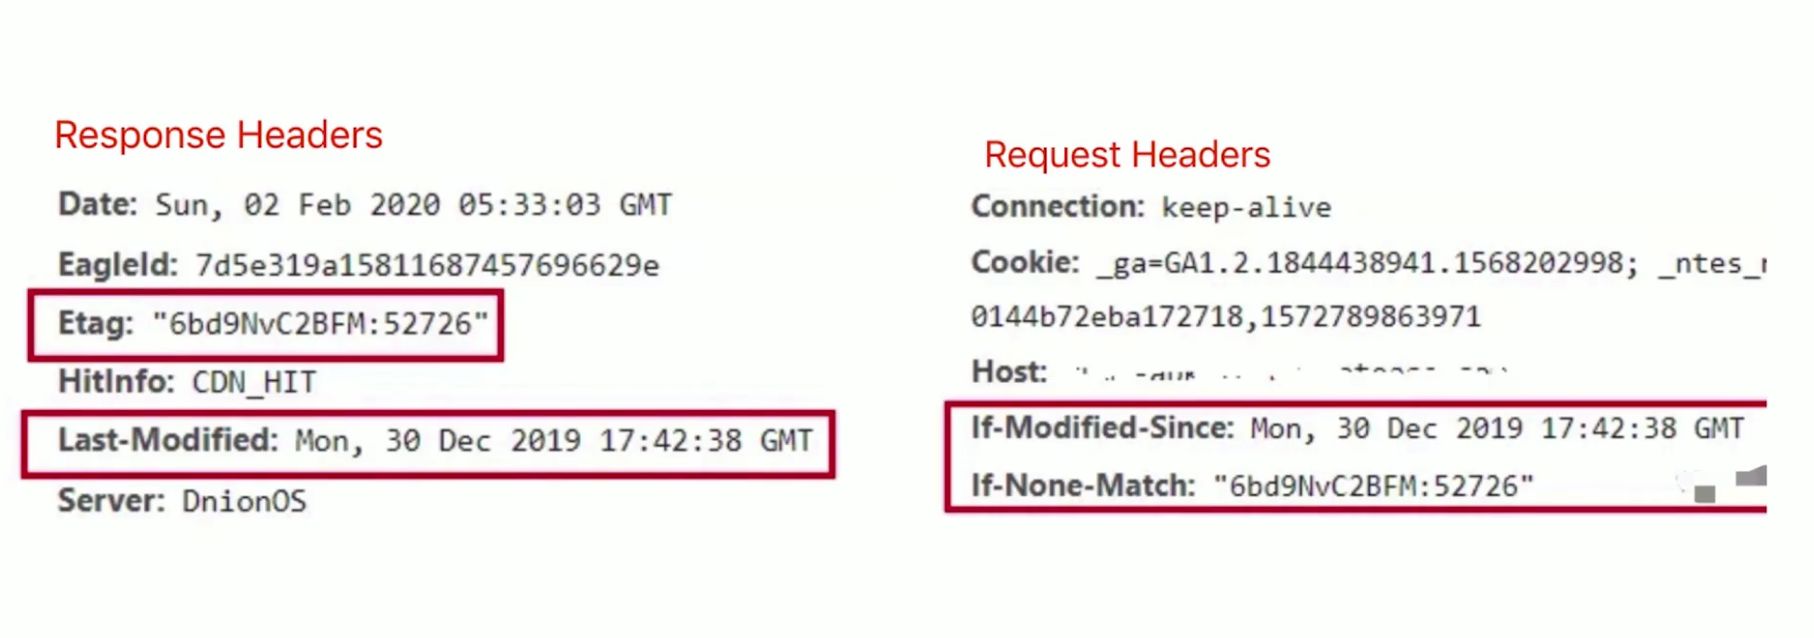 Response Headers
Date: Sun, 02 Feb 2020 05:33:03 GMT
EagleId: 7d5e319a15811687457696629e
Etag: "6bd9NvC2BFM:52726"
HitInfo: CDN_HIT
Last-Modified: Mon, 30 Dec 2019 17:42:38 GMT
Server: DnionOS
Request Headers
Connection: keep-alive
Cookie: _ga=GA1.2.1844438941.1568202998;
0144b72eba172718,1572789863971
Host:
If-Modified-Since: Mon, 30 Dec 2019 17:42:38 GMT
If-None-Match: "6bd9NvC2BFM:52726"